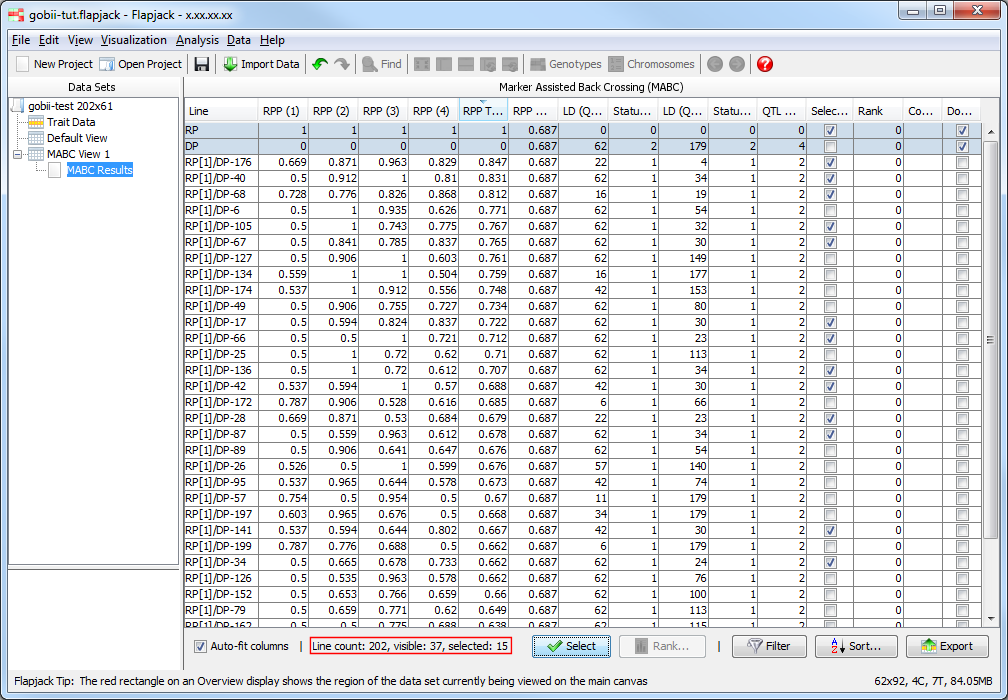 gobii-tut.flapjack - Flapjack - x.xx.xx.xx
File Edit View Visualization Analysis Data Help
New Project Open Project Import Data Find Genotypes Chromosomes
Data Sets
gobii-test 202x61
Trait Data
Default View
MABC View 1
MABC Results
Marker Assisted Back Crossing (MABC)
Line RPP (1) RPP (2) RPP (3) RPP (4) RPP T... RPP ... LD (Q... Statu... LD (Q... Statu... QTL ... Selec... Rank Co... Do...
RP 1 1 1 1 1 0.687 0 0 0 0 0 0
DP 0 0 0 0 0 0.687 62 2 179 2 4 0
RP[1]/DP-176 0.669 0.871 0.963 0.829 0.847 0.687 22 1 4 1 2 0
RP[1]/DP-40 0.5 0.912 1 0.81 0.831 0.687 62 1 34 1 2 0
RP[1]/DP-68 0.728 0.776 0.826 0.868 0.812 0.687 16 1 19 1 2 0
RP[1]/DP-6 0.5 1 0.935 0.626 0.771 0.687 62 1 54 1 2 0
RP[1]/DP-105 0.5 1 0.743 0.775 0.767 0.687 62 1 32 1 2 0
RP[1]/DP-67 0.5 0.841 0.785 0.837 0.765 0.687 62 1 30 1 2 0
RP[1]/DP-127 0.5 0.906 1 0.603 0.761 0.687 62 1 149 1 2 0
RP[1]/DP-134 0.559 1 1 0.504 0.759 0.687 16 1 177 1 2 0
RP[1]/DP-174 0.537 1 0.912 0.556 0.748 0.687 42 1 153 1 2 0
RP[1]/DP-49 0.5 0.906 0.755 0.727 0.734 0.687 62 1 80 1 2 0
RP[1]/DP-17 0.5 0.594 0.824 0.837 0.722 0.687 62 1 30 1 2 0
RP[1]/DP-66 0.5 0.5 1 0.721 0.712 0.687 62 1 23 1 2 0
RP[1]/DP-25 0.5 1 0.72 0.62 0.71 0.687 62 1 113 1 2 0
RP[1]/DP-136 0.5 1 0.72 0.612 0.707 0.687 62 1 34 1 2 0
RP[1]/DP-42 0.537 0.594 1 0.57 0.688 0.687 42 1 30 1 2 0
RP[1]/DP-172 0.787 0.906 0.528 0.616 0.685 0.687 6 1 66 1 2 0
RP[1]/DP-28 0.669 0.871 0.53 0.684 0.679 0.687 22 1 23 1 2 0
RP[1]/DP-87 0.5 0.559 0.963 0.612 0.678 0.687 62 1 34 1 2 0
RP[1]/DP-89 0.5 0.906 0.641 0.647 0.676 0.687 62 1 54 1 2 0
RP[1]/DP-26 0.526 0.5 1 0.599 0.676 0.687 57 1 140 1 2 0
RP[1]/DP-95 0.537 0.965 0.644 0.578 0.673 0.687 42 1 74 1 2 0
RP[1]/DP-57 0.754 0.5 0.954 0.5 0.67 0.687 11 1 179 1 2 0
RP[1]/DP-197 0.603 0.965 0.676 0.5 0.668 0.687 34 1 179 1 2 0
RP[1]/DP-141 0.537 0.594 0.644 0.802 0.667 0.687 42 1 30 1 2 0
RP[1]/DP-199 0.787 0.776 0.688 0.5 0.662 0.687 6 1 179 1 2 0
RP[1]/DP-34 0.5 0.665 0.678 0.733 0.662 0.687 62 1 24 1 2 0
RP[1]/DP-126 0.5 0.535 0.963 0.578 0.662 0.687 62 1 76 1 2 0
RP[1]/DP-152 0.5 0.653 0.766 0.659 0.66 0.687 62 1 100 1 2 0
RP[1]/DP-79 0.5 0.659 0.771 0.62 0.649 0.687 62 1 113 1 2 0
RP[1]/DP-162 0.5 0.5 0.775 0.688 0.638 0.687 62 1 115 1 2 0
Auto-fit columns | Line count: 202, visible: 37, selected: 15 Select Rank... | Filter Sort... Export
Flapjack Tip: The red rectangle on an Overview display shows the region of the data set currently being viewed on the main canvas 62x92, 4C, 7T, 84.05MB